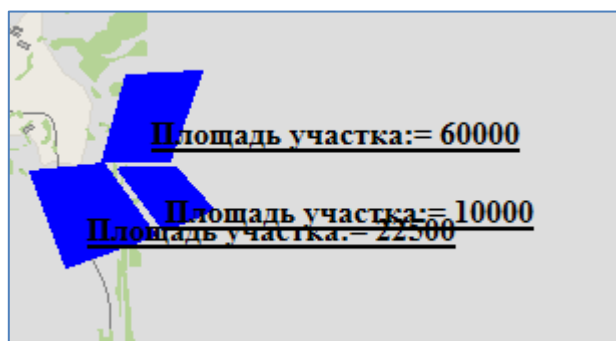 Площадь участка:= 60000
Площадь участка:= 10000
Площадь участка:= 22500